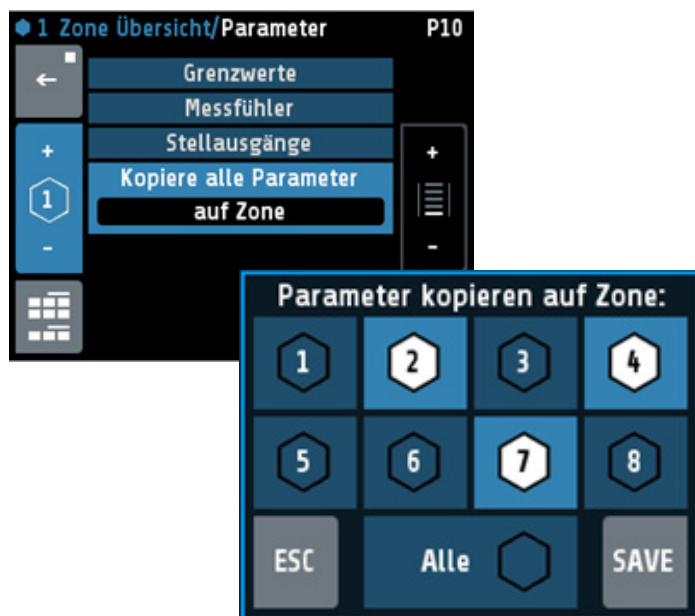 1 Zone Übersicht/Parameter P10
Grenzwerte
Messfühler
Stellausgänge
Kopiere alle Parameter
auf Zone
+
1
-
+
-
Parameter kopieren auf Zone:
1 2 3 4
5 6 7 8
ESC Alle SAVE